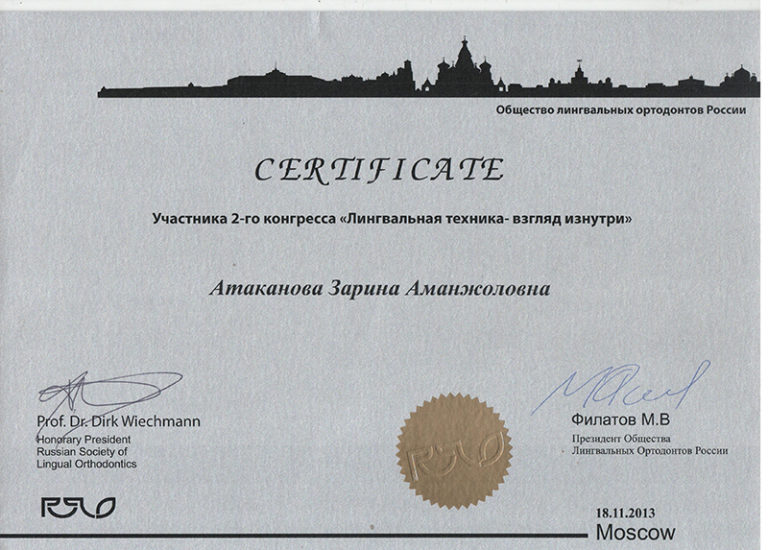 Общество лингвальных ортодонтов России
CERTIFICATE
Участника 2-го конгресса «Лингвальная техника- взгляд изнутри»
Атаканова Зарина Аманжоловна
Prof. Dr. Dirk Wiechmann
Honorary President
Russian Society of
Lingual Orthodontics
Филатов М.В
Президент Общества
Лингвальных Ортодонтов России
18.11.2013
Moscow